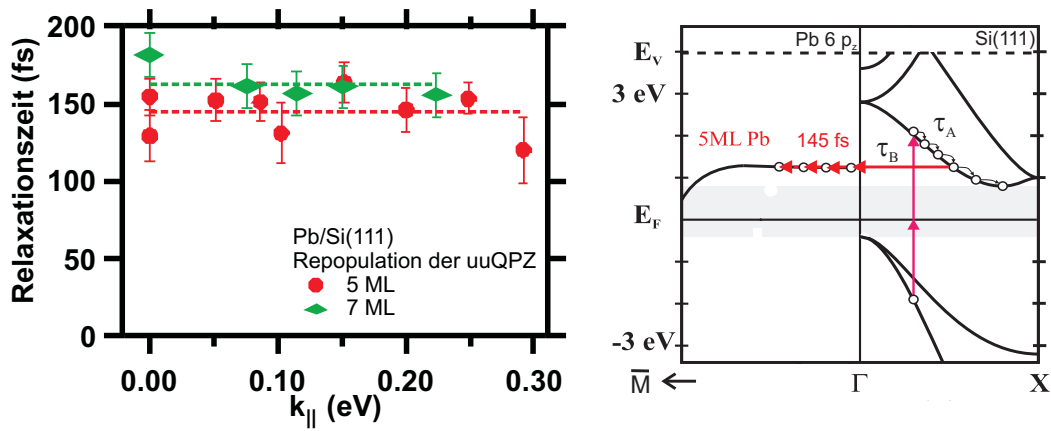 200
150
100
50
0
Relaxationszeit (fs)
Pb/Si(111)
Repopulation der uuQPZ
5 ML
7 ML
0.00 0.10 0.20 0.30
k|| (eV)
Pb 6 pz Si(111)
EV
3 eV
5ML Pb 145 fs τB τA
EF
-3 eV
M Γ X